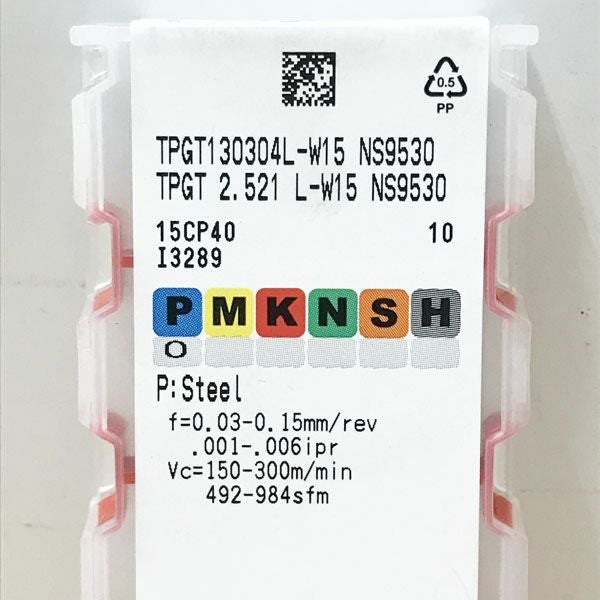 0.5
PP
TPGT130304L-W15 NS9530
TPGT 2.521 L-W15 NS9530
15CP40 10
I3289
P M K N S H
O
P:Steel
f=0.03-0.15mm/rev
.001-.006ipr
Vc=150-300m/min
492-984sfm